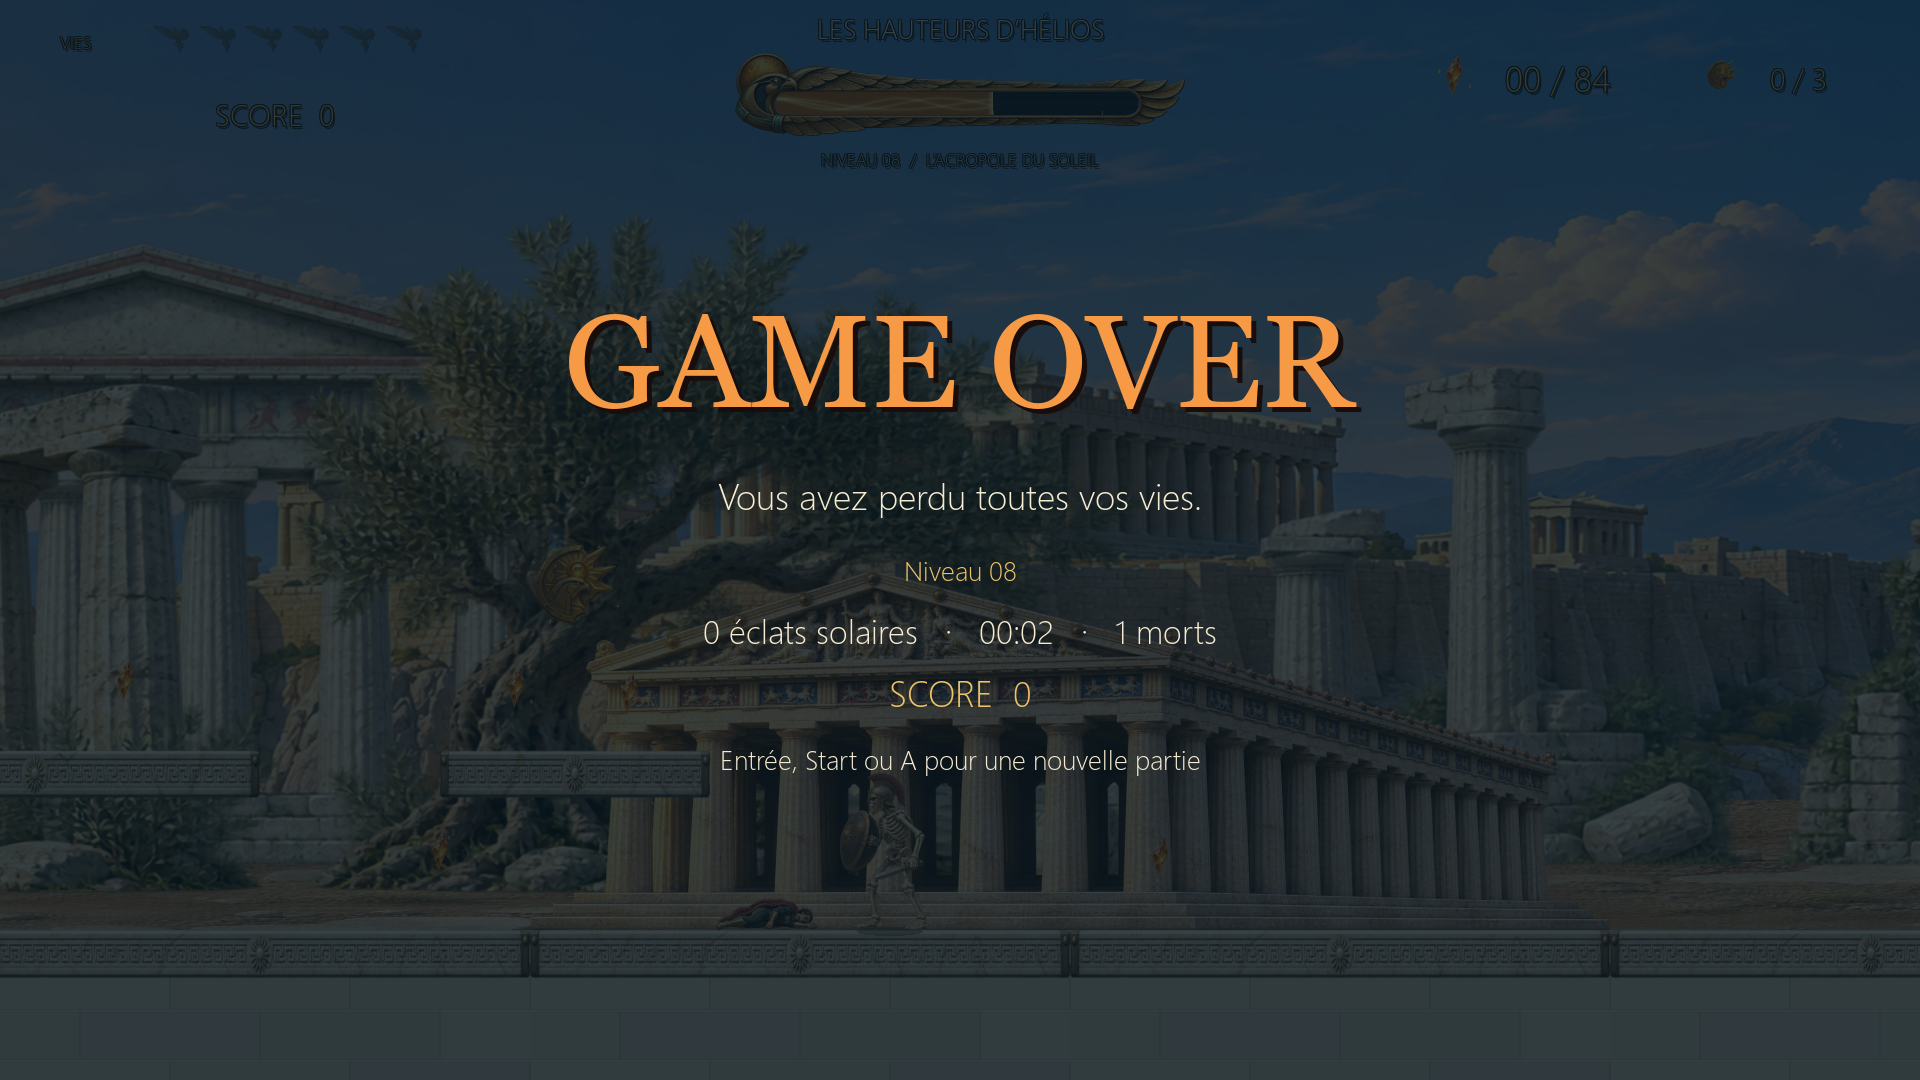 LES HAUTEURS D'HÉLIOS
VIES
00 / 84
0 / 3
SCORE 0
NIVEAU 08 / L'ACROPOLE DU SOLEIL
GAME OVER
Vous avez perdu toutes vos vies.
Niveau 08
0 éclats solaires · 00:02 · 1 morts
SCORE 0
Entrée, Start ou A pour une nouvelle partie